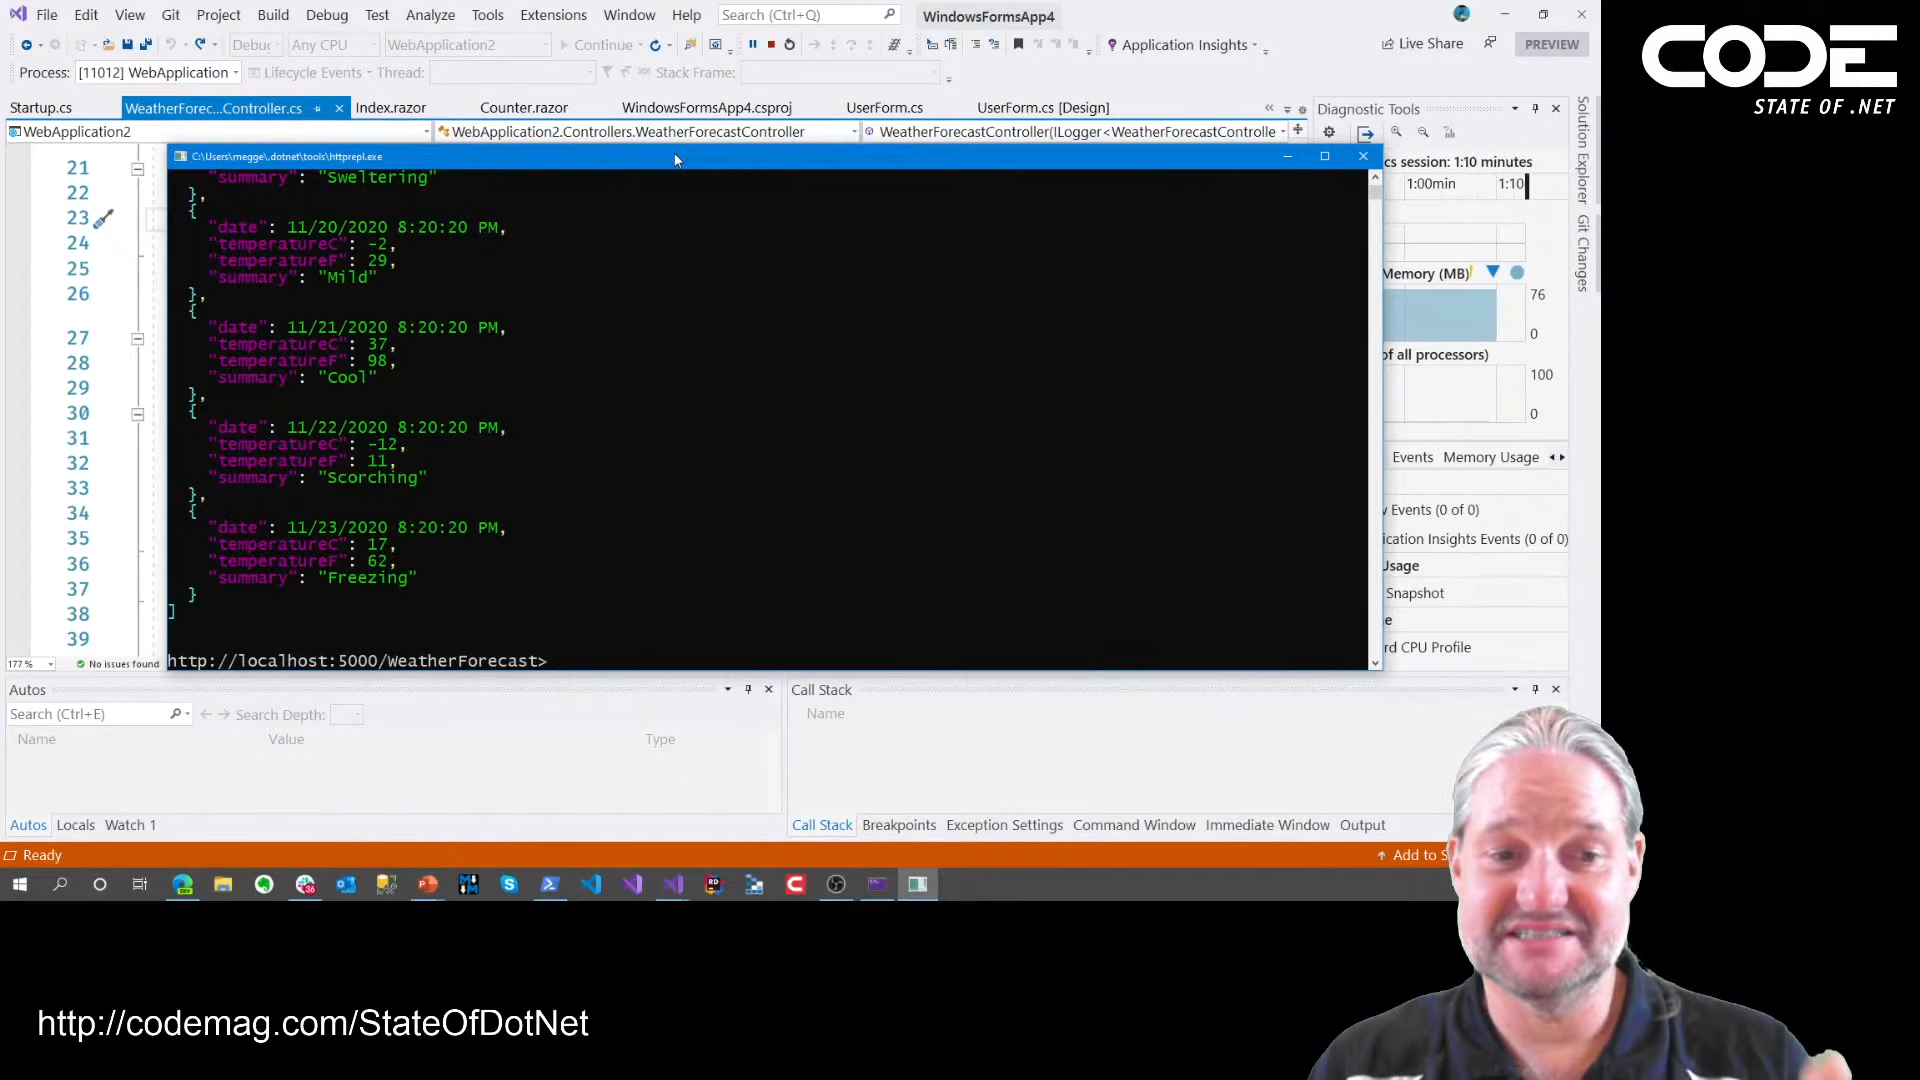 File Edit View Git Project Build Debug Test Analyze Tools Extensions Window Help Search (Ctrl+Q) WindowsFormsApp4
Debug Any CPU WebApplication2 Continue Application Insights Live Share PREVIEW
Process: [11012] WebApplication Lifecycle Events Thread: Stack Frame:
Startup.cs WeatherForec...Controller.cs Index.razor Counter.razor WindowsFormsApp4.csproj UserForm.cs UserForm.cs [Design] Diagnostic Tools
WebApplication2 WebApplication2.Controllers.WeatherForecastController WeatherForecastController(ILogger<WeatherForecastControlle
C:\Users\megge\.dotnet\tools\httprepl.exe
"summary": "Sweltering"
},
{
"date": 11/20/2020 8:20:20 PM,
"temperatureC": -2,
"temperatureF": 29,
"summary": "Mild"
},
{
"date": 11/21/2020 8:20:20 PM,
"temperatureC": 37,
"temperatureF": 98,
"summary": "Cool"
},
{
"date": 11/22/2020 8:20:20 PM,
"temperatureC": -12,
"temperatureF": 11,
"summary": "Scorching"
},
{
"date": 11/23/2020 8:20:20 PM,
"temperatureC": 17,
"temperatureF": 62,
"summary": "Freezing"
}
]
http://localhost:5000/WeatherForecast>
21
22
23
24
25
26
27
28
29
30
31
32
33
34
35
36
37
38
39
177 % No issues found
cs session: 1:10 minutes
1:00min 1:10
Memory (MB)
76
0
of all processors)
100
0
Events Memory Usage
v Events (0 of 0)
ication Insights Events (0 of 0)
Usage
Snapshot
e
rd CPU Profile
Solution Explorer
Git Changes
Autos
Search (Ctrl+E) Search Depth:
Name Value Type
Autos Locals Watch 1
Call Stack
Name
Call Stack Breakpoints Exception Settings Command Window Immediate Window Output
Ready Add to S
36
CODE
STATE OF .NET
http://codemag.com/StateOfDotNet